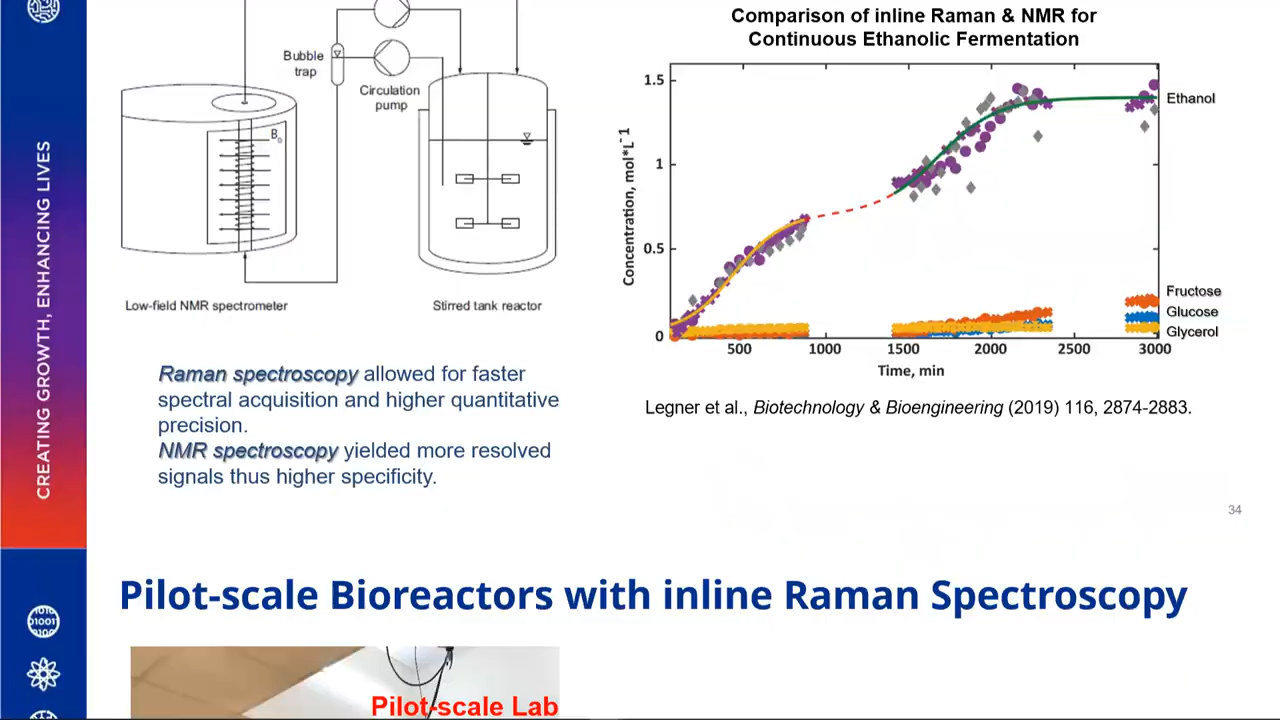 CREATING GROWTH, ENHANCING LIVES
Bubble
trap
Circulation
pump
B0
Low-field NMR spectrometer
Stirred tank reactor
Comparison of inline Raman & NMR for
Continuous Ethanolic Fermentation
Concentration, mol*L-1
1.5
1
0.5
0
500
1000
1500
2000
2500
3000
Time, min
Ethanol
Fructose
Glucose
Glycerol
Raman spectroscopy allowed for faster
spectral acquisition and higher quantitative
precision.
NMR spectroscopy yielded more resolved
signals thus higher specificity.
Legner et al., Biotechnology & Bioengineering (2019) 116, 2874-2883.
34
Pilot-scale Bioreactors with inline Raman Spectroscopy
Pilot-scale Lab